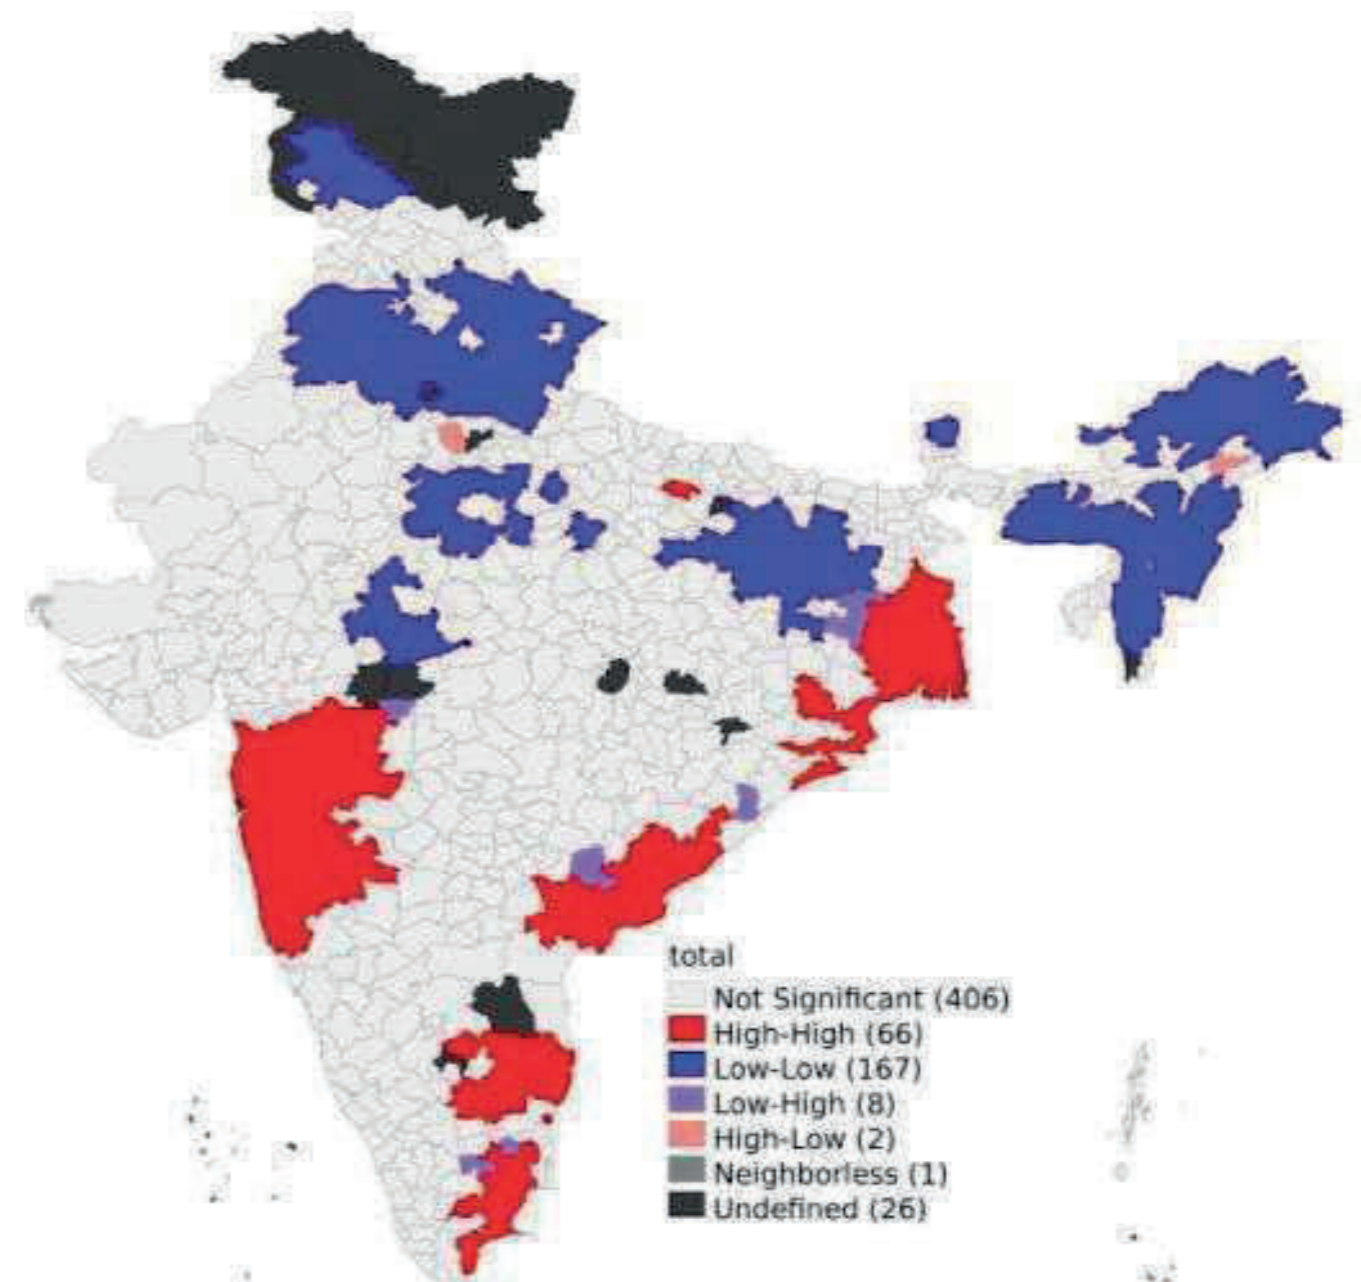 total
Not Significant (406)
High-High (66)
Low-Low (167)
Low-High (8)
High-Low (2)
Neighborless (1)
Undefined (26)